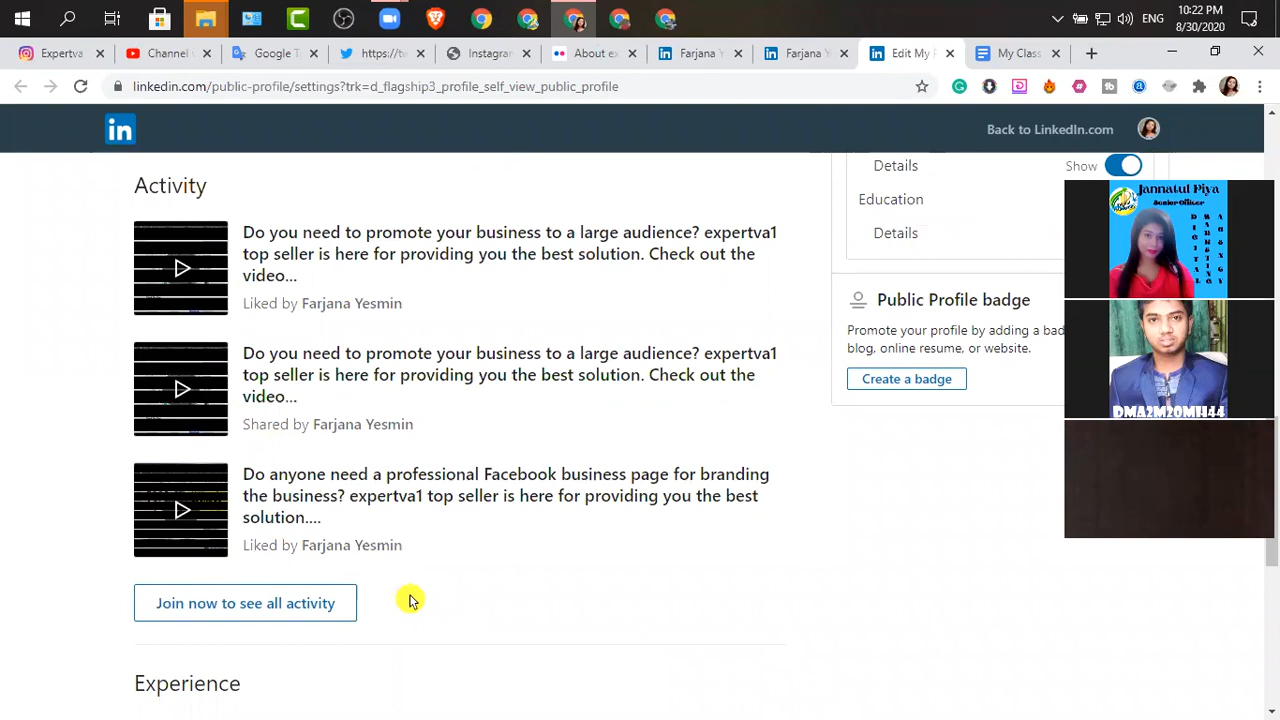 10:22 PM
ENG
8/30/2020
Expertva
Channel
Google T
https://tw
Instagran
About ex
Farjana Y
Farjana Y
Edit My P
My Class
linkedin.com/public-profile/settings?trk=d_flagship3_profile_self_view_public_profile
in
Back to LinkedIn.com
Activity
Do you need to promote your business to a large audience? expertva1
top seller is here for providing you the best solution. Check out the
video...
Liked by Farjana Yesmin
Do you need to promote your business to a large audience? expertva1
top seller is here for providing you the best solution. Check out the
video...
Shared by Farjana Yesmin
Do anyone need a professional Facebook business page for branding
the business? expertva1 top seller is here for providing you the best
solution....
Liked by Farjana Yesmin
Join now to see all activity
Experience
Details
Show
Education
Details
Public Profile badge
Promote your profile by adding a bad
blog, online resume, or website.
Create a badge
Jannatul Piya
Senior Officer
DMA2M20MH44